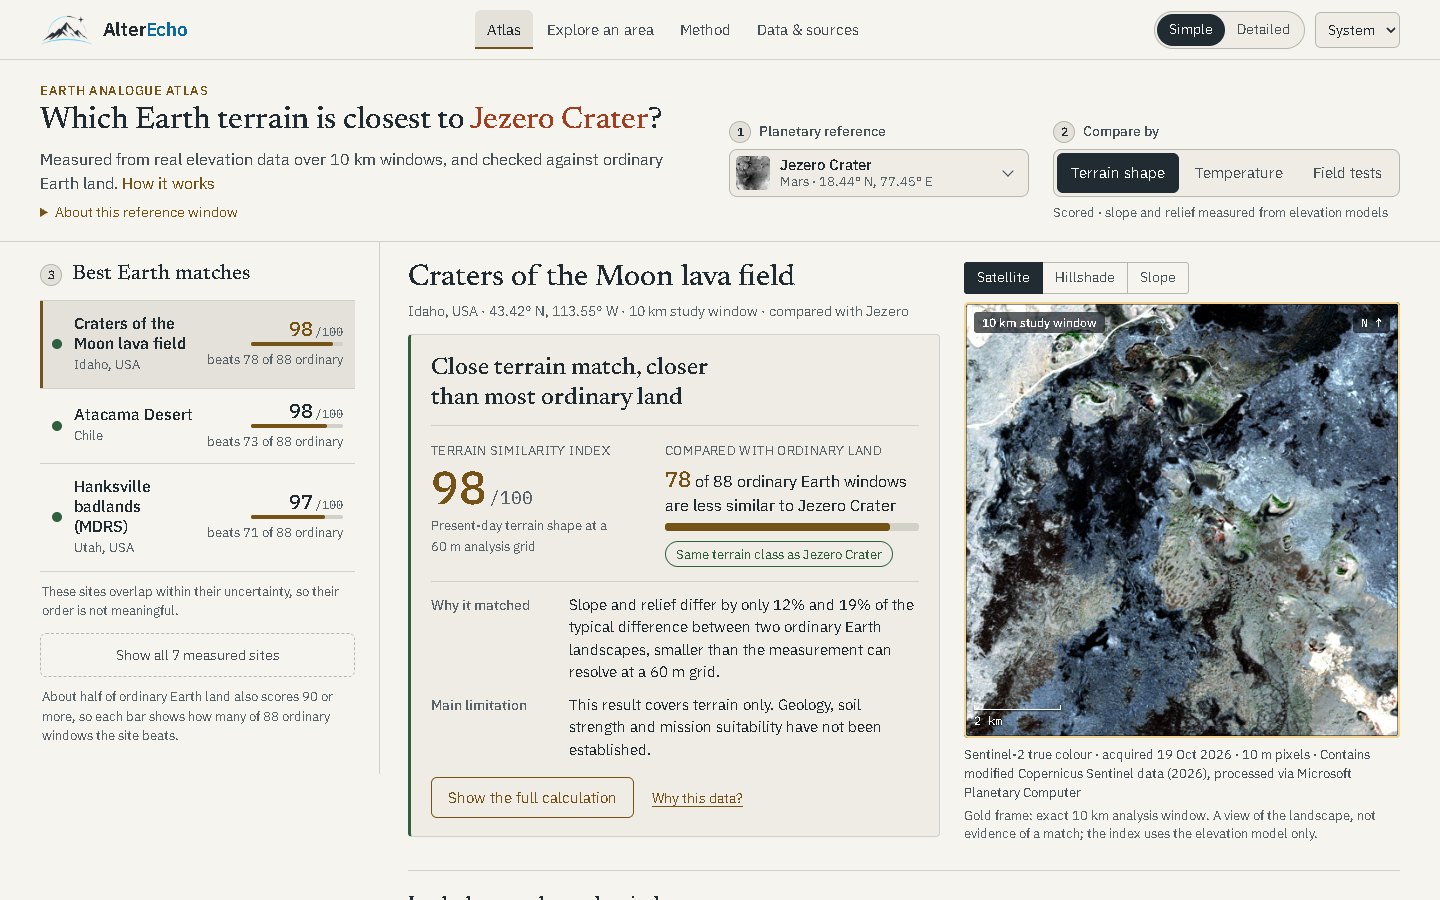 AlterEcho
Atlas
Explore an area
Method
Data & sources
Simple
Detailed
System
EARTH ANALOGUE ATLAS
Which Earth terrain is closest to Jezero Crater?
Measured from real elevation data over 10 km windows, and checked against ordinary
Earth land. How it works
▶ About this reference window
1 Planetary reference
Jezero Crater
Mars · 18.44° N, 77.45° E
2 Compare by
Terrain shape
Temperature
Field tests
Scored · slope and relief measured from elevation models
3 Best Earth matches
Craters of the
Moon lava field
Idaho, USA
98 /100
beats 78 of 88 ordinary
Atacama Desert
Chile
98 /100
beats 73 of 88 ordinary
Hanksville
badlands
(MDRS)
Utah, USA
97 /100
beats 71 of 88 ordinary
These sites overlap within their uncertainty, so their
order is not meaningful.
Show all 7 measured sites
About half of ordinary Earth land also scores 90 or
more, so each bar shows how many of 88 ordinary
windows the site beats.
Craters of the Moon lava field
Idaho, USA · 43.42° N, 113.55° W · 10 km study window · compared with Jezero
Close terrain match, closer
than most ordinary land
TERRAIN SIMILARITY INDEX
98 /100
Present-day terrain shape at a
60 m analysis grid
COMPARED WITH ORDINARY LAND
78 of 88 ordinary Earth windows
are less similar to Jezero Crater
Same terrain class as Jezero Crater
Why it matched
Slope and relief differ by only 12% and 19% of the
typical difference between two ordinary Earth
landscapes, smaller than the measurement can
resolve at a 60 m grid.
Main limitation
This result covers terrain only. Geology, soil
strength and mission suitability have not been
established.
Show the full calculation
Why this data?
Satellite
Hillshade
Slope
10 km study window
N ↑
2 km
Sentinel-2 true colour · acquired 19 Oct 2026 · 10 m pixels · Contains
modified Copernicus Sentinel data (2026), processed via Microsoft
Planetary Computer
Gold frame: exact 10 km analysis window. A view of the landscape, not
evidence of a match; the index uses the elevation model only.